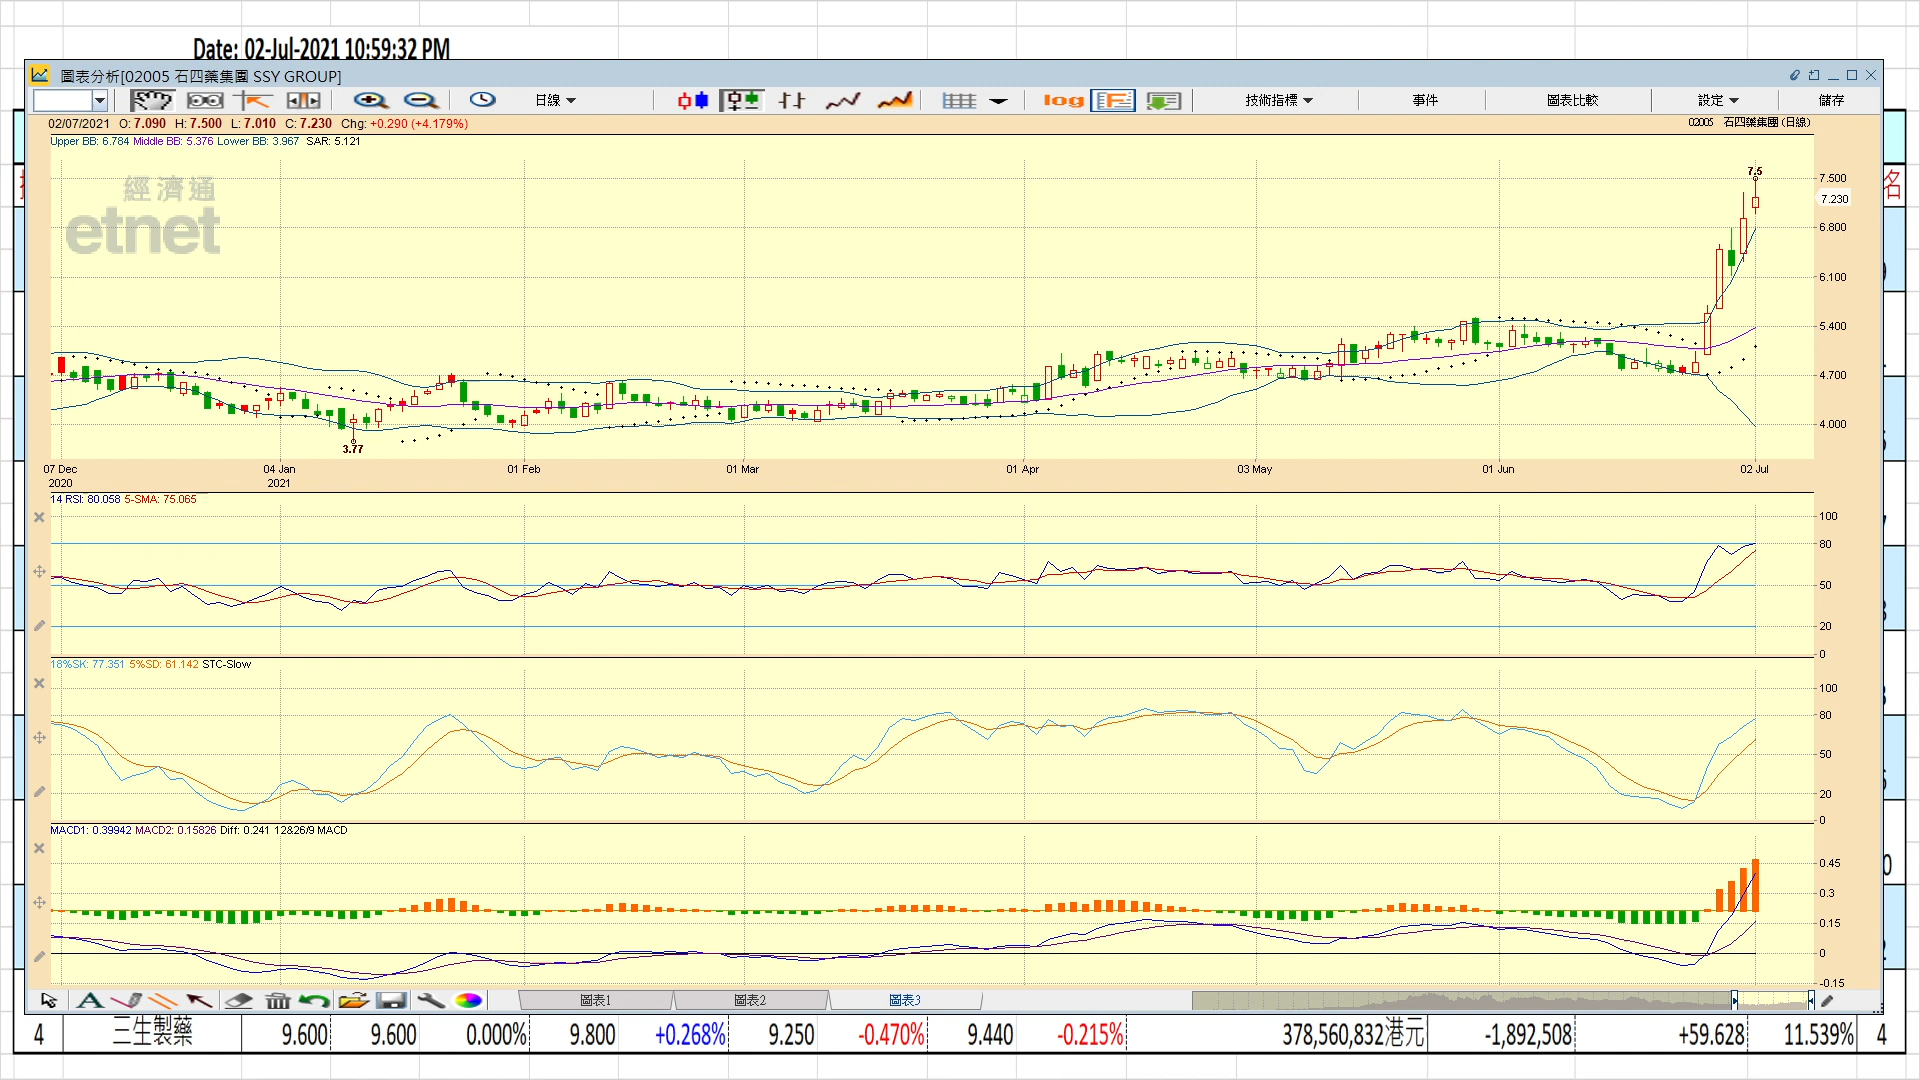 Date: 02-Jul-2021 10:59:32 PM
圖表分析[02005 石四藥集團 SSY GROUP]
日線
log
技術指標
事件
圖表比較
設定
儲存
02/07/2021 O: 7.090 H: 7.500 L: 7.010 C: 7.230 Chg: +0.290 (+4.179%)
02005 石四藥集團 (日線)
Upper BB: 6.784 Middle BB: 5.376 Lower BB: 3.967 SAR: 5.121
經濟通
etnet
7.5
3.77
7.500
7.230
6.800
6.100
5.400
4.700
4.000
07 Dec 04 Jan 01 Feb 01 Mar 01 Apr 03 May 01 Jun 02 Jul
2020 2021
14 RSI: 80.058 5-SMA: 75.065
100
80
50
20
0
18%SK: 77.351 5%SD: 61.142 STC-Slow
100
80
50
20
0
MACD1: 0.39942 MACD2: 0.15826 Diff: 0.241 12&26/9 MACD
0.45
0.3
0.15
0
-0.15
圖表1
圖表2
圖表3
名
4 三生製藥 9.600 9.600 0.000% 9.800 +0.268% 9.250 -0.470% 9.440 -0.215% 378,560,832港元 -1,892,508 +59.628 11.539% 4